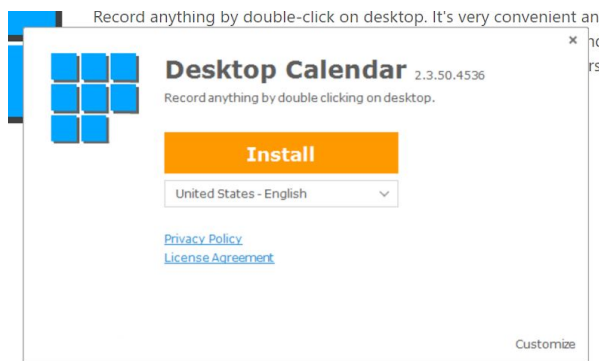 Record anything by double-click on desktop. It's very convenient an
×
Desktop Calendar 2.3.50.4536
Record anything by double clicking on desktop.
Install
United States - English
Privacy Policy
License Agreement
Customize